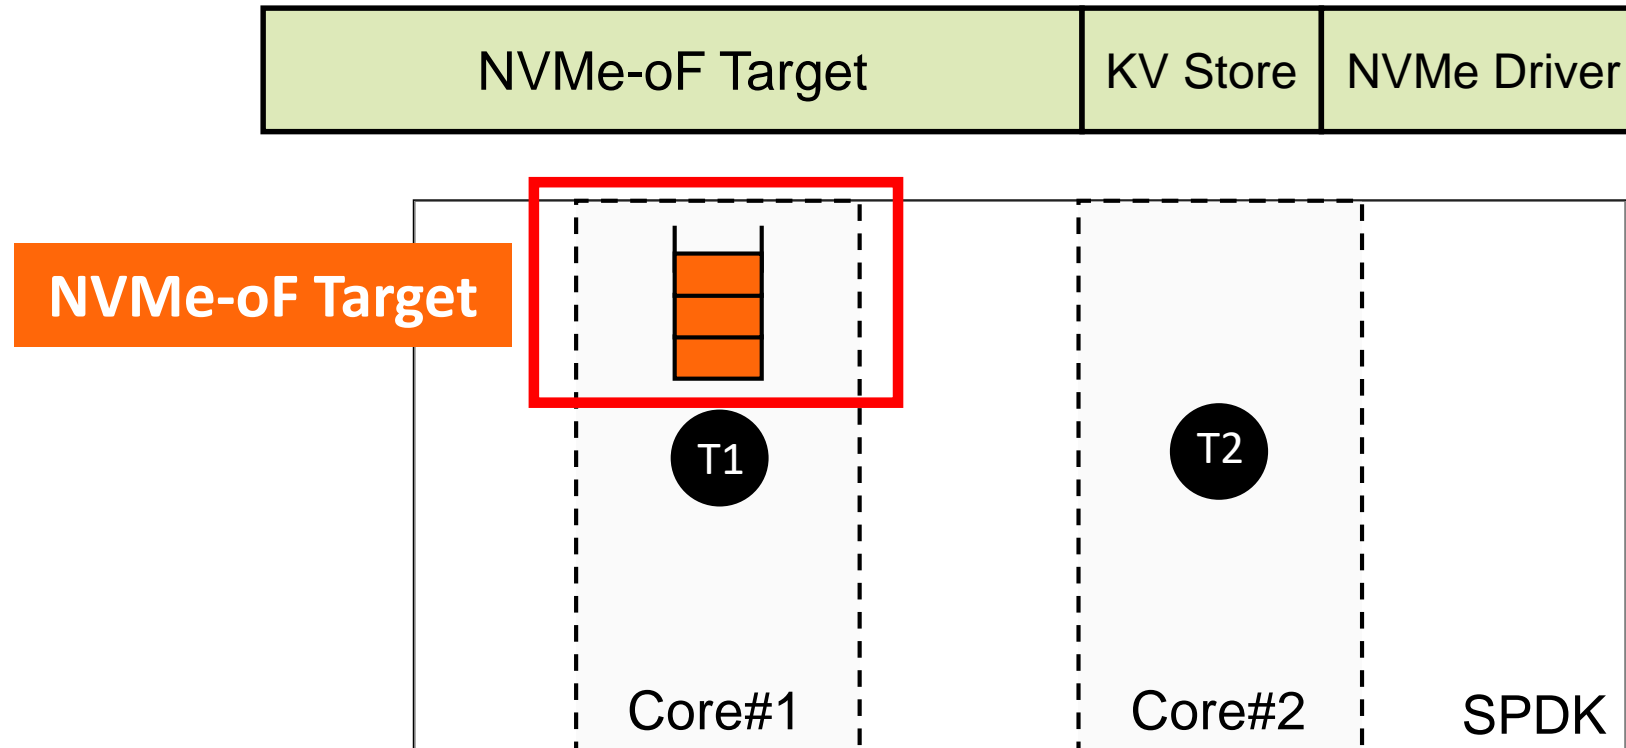 NVMe-oF Target
KV Store
NVMe Driver
NVMe-oF Target
T1
T2
Core#1
Core#2
SPDK